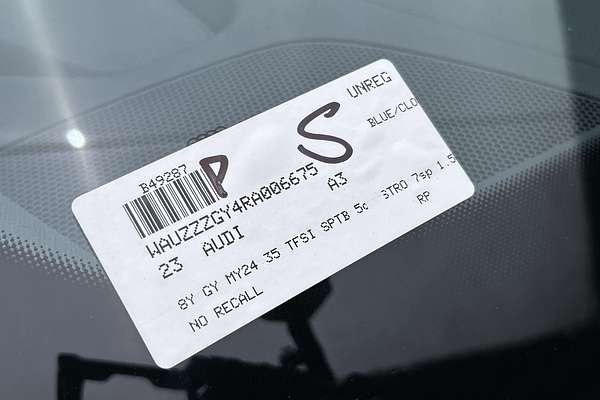 UNREG
BLUE/CLO
B49287
P S
WAUZZZGY4RA006675 A3
23 AUDI
8Y GY MY24 35 TFSI SPTB 5c 3TRO 7sp 1.5
RP
NO RECALL